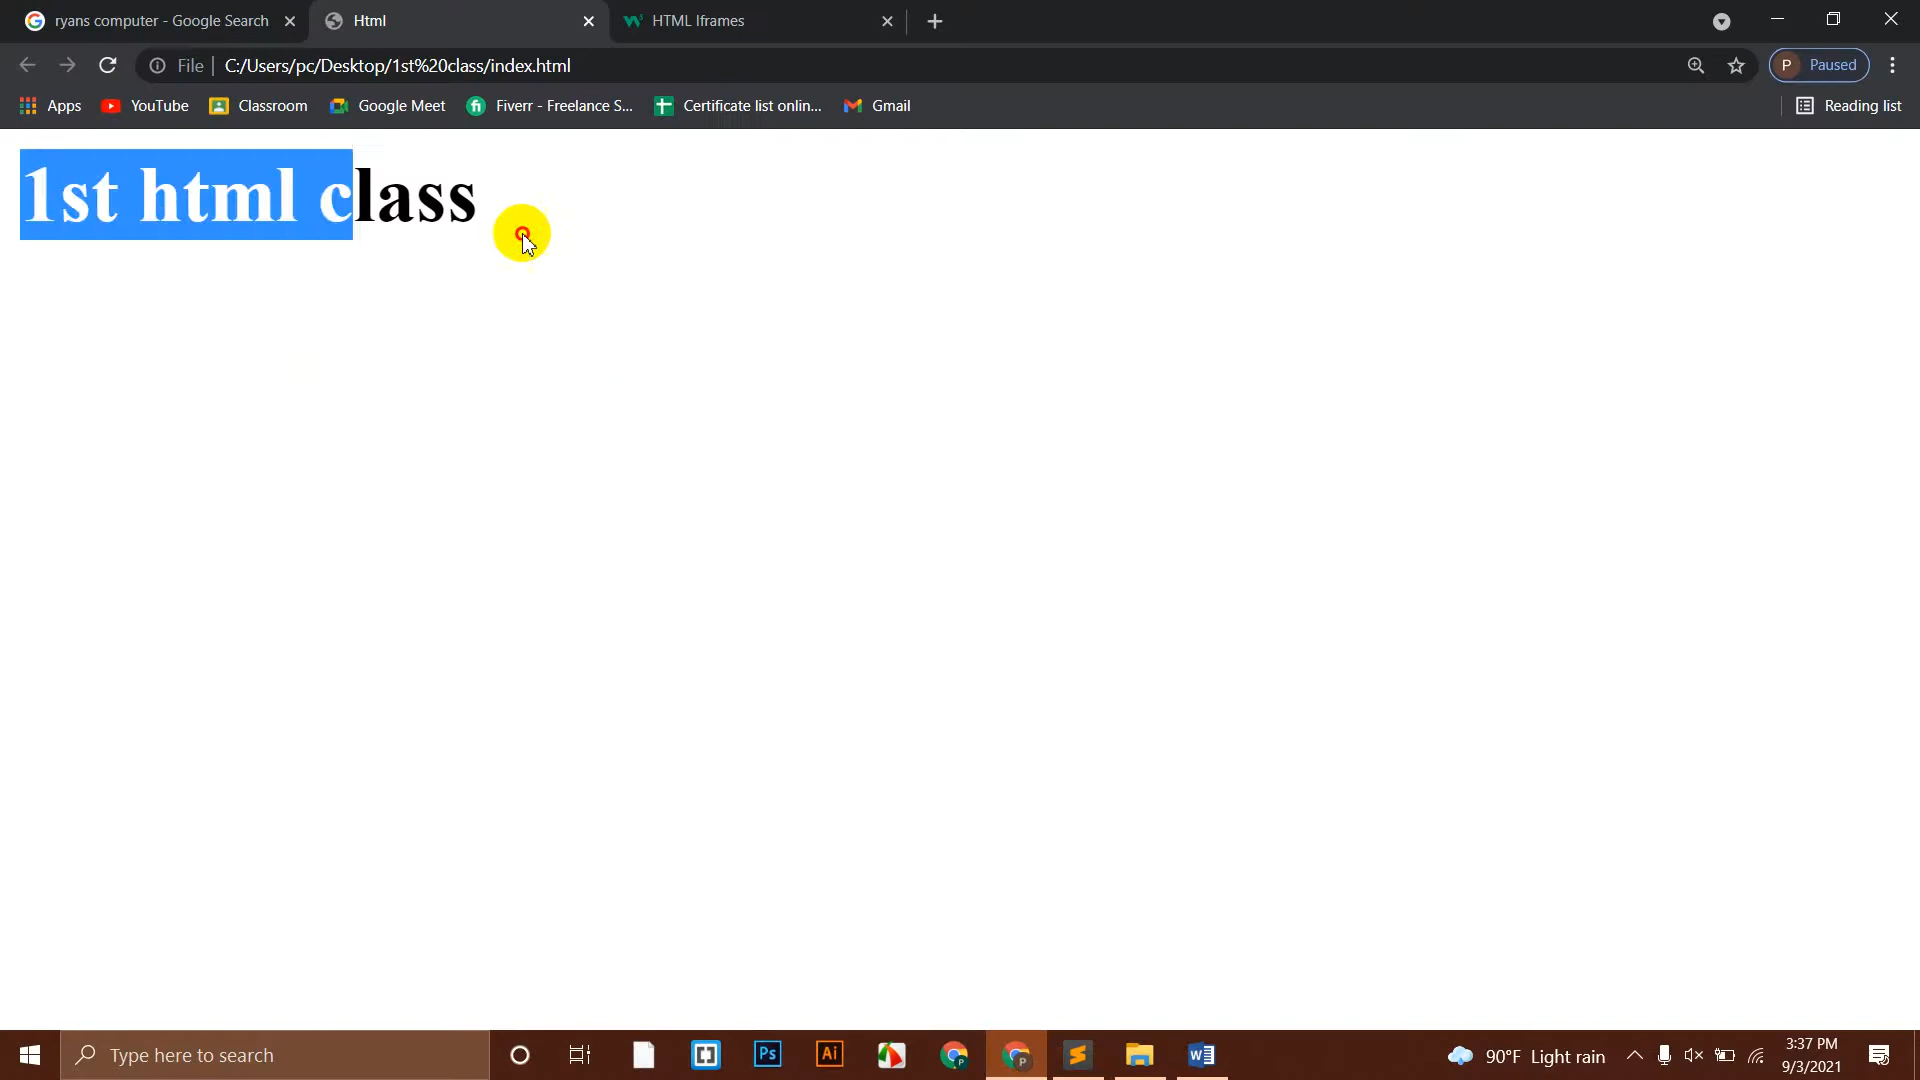 ryans computer - Google Search
Html
HTML Iframes
File
C:/Users/pc/Desktop/1st%20class/index.html
P
Paused
Apps
YouTube
Classroom
Google Meet
Fiverr - Freelance S...
Certificate list onlin...
Gmail
Reading list
1st html class
Type here to search
Ps
Ai
90°F Light rain
3:37 PM
9/3/2021